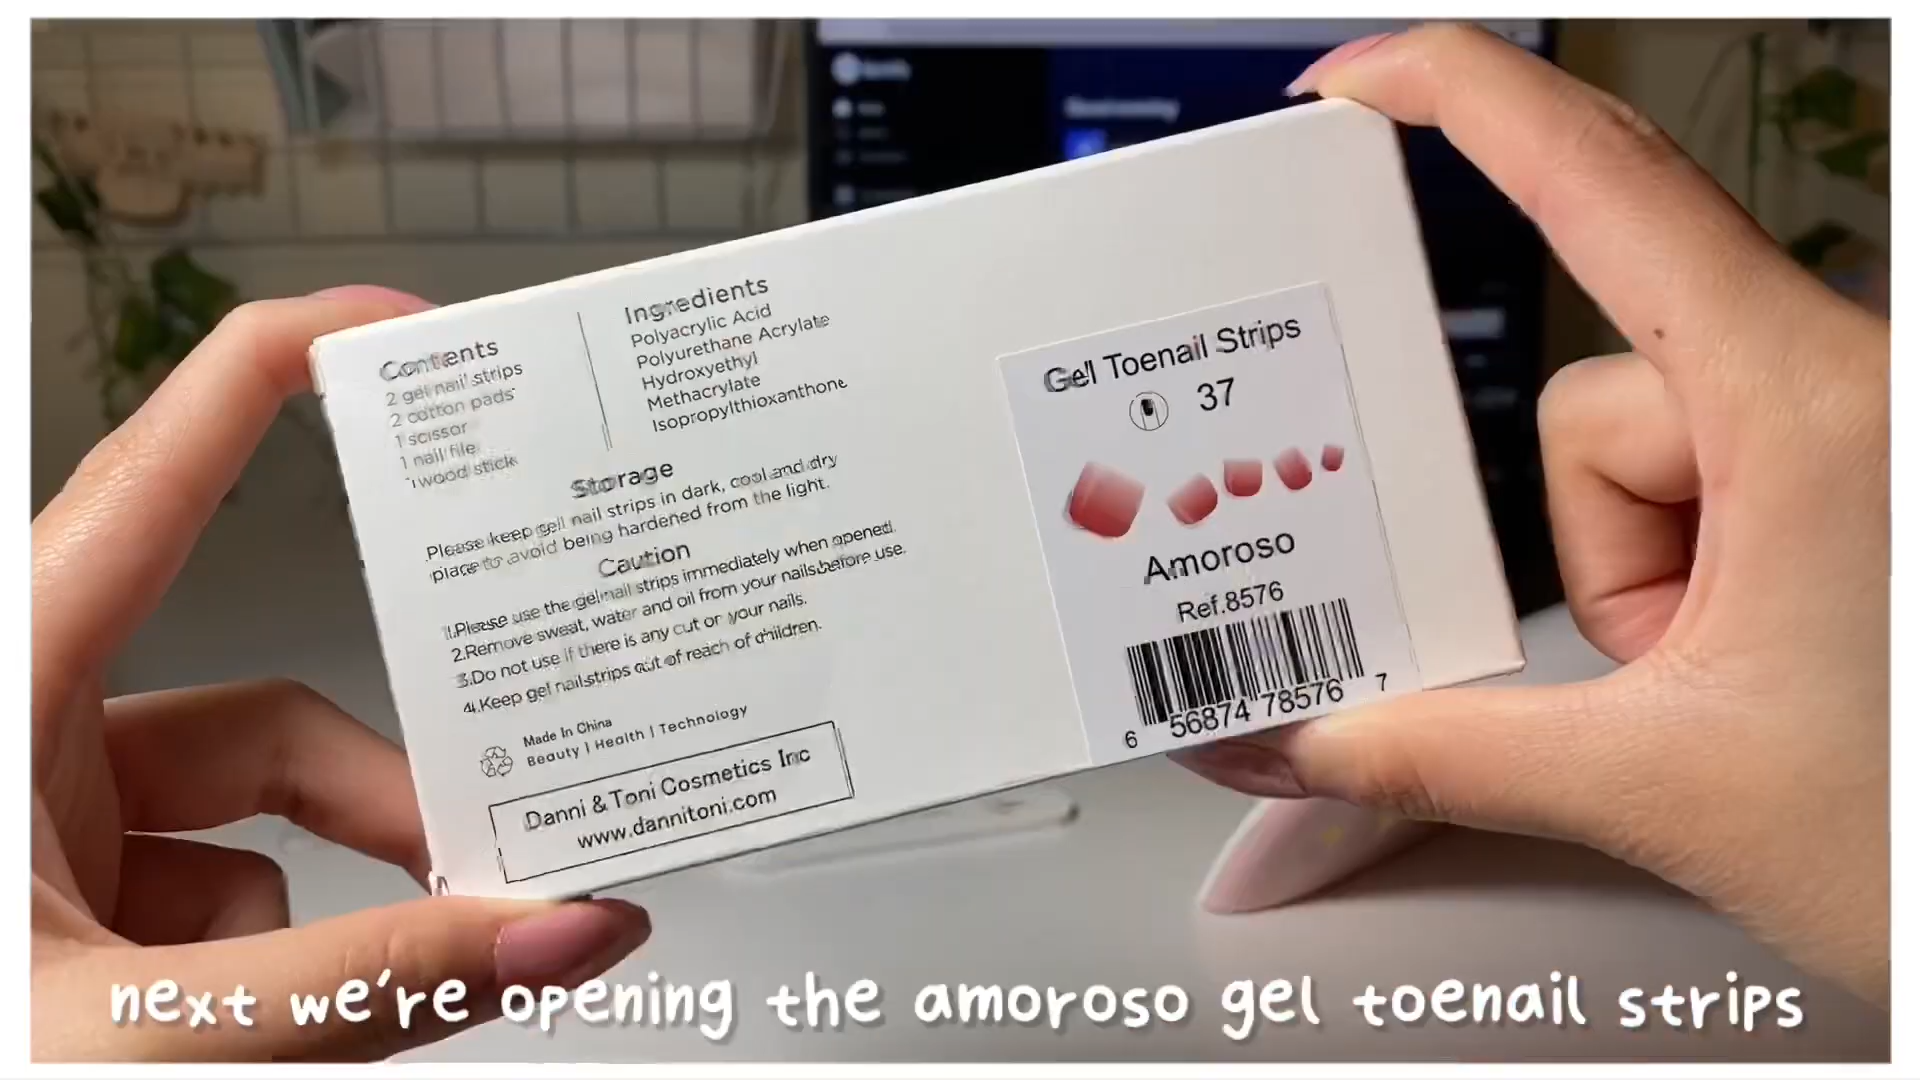 Contents
2 gel nail strips
2 cotton pads
1 scissor
1 nail file
1 wood stick
Ingredients
Polyacrylic Acid
Polyurethane Acrylate
Hydroxyethyl
Methacrylate
Isopropylthioxanthone
Storage
Please keep gel nail strips in dark, cool and dry
place to avoid being hardened from the light.
Caution
1.Please use the gel nail strips immediately when opened.
2.Remove sweat, water and oil from your nails before use.
3.Do not use if there is any cut or your nails.
4.Keep gel nail strips out of reach of children.
Made In China
Beauty | Health | Technology
Danni & Toni Cosmetics Inc
www.dannitoni.com
Gel Toenail Strips
37
Amoroso
Ref.8576
6 56874 78576 7
next we're opening the amoroso gel toenail strips